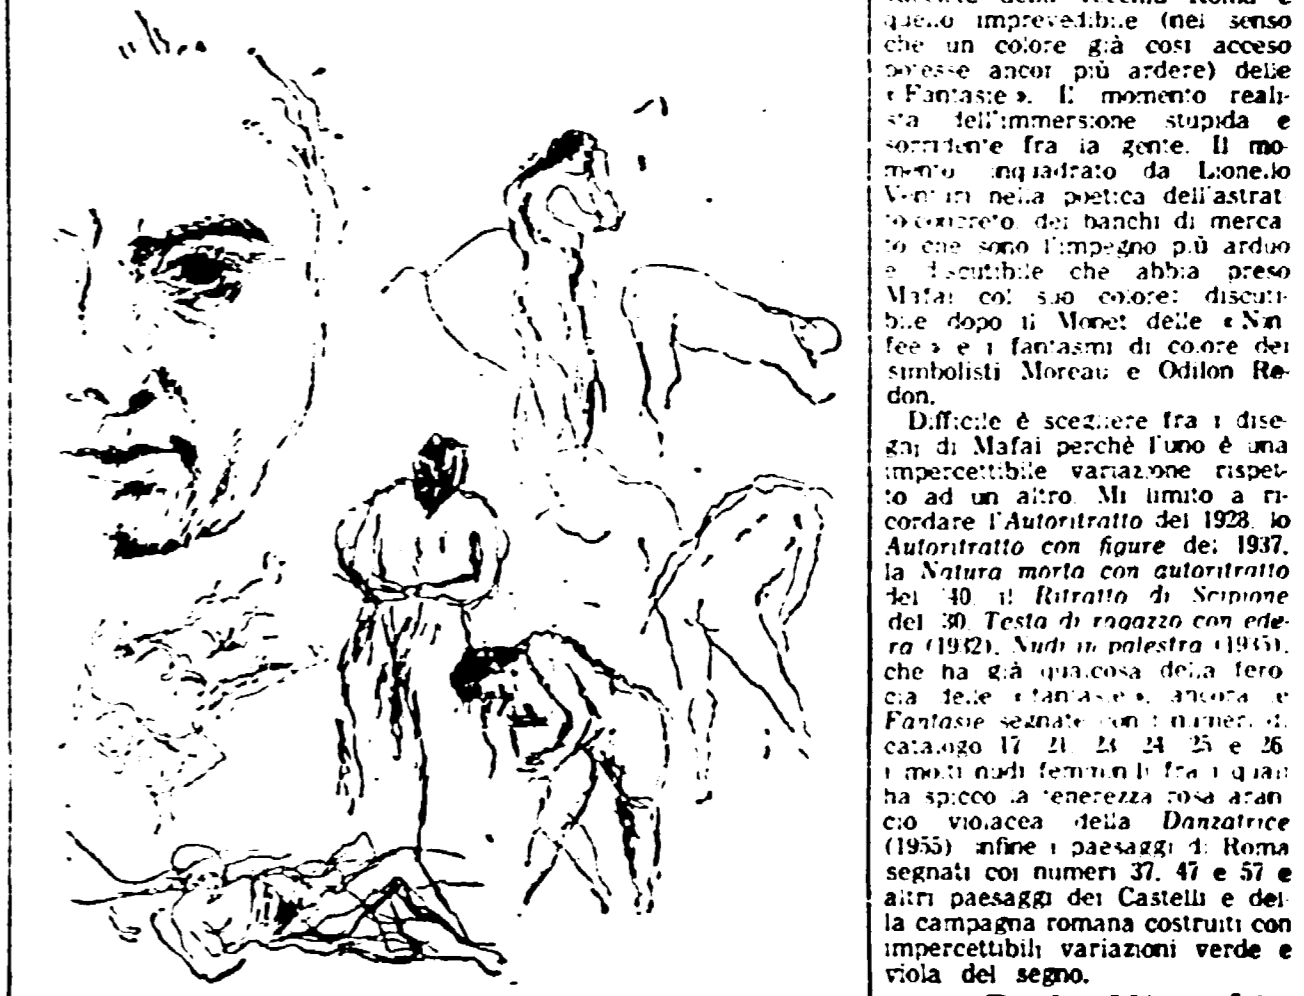 quello imprevedibile (nel senso
che un colore già così acceso
potesse ancor più ardere) delle
« Fantasie ». Il momento reali-
sta dell'immersione stupida e
sorridente fra la gente. Il mo-
mento inquadrato da Lionello
Venturi nella poetica dell'astrat
to-concreto, dei banchi di merca
to che sono l'impegno più arduo
e discutibile che abbia preso
Mafai col suo colore: discuti-
bile dopo il Monet delle « Nin
fee » e i fantasmi di colore dei
simbolisti Moreau e Odilon Re-
don.
Difficile è scegliere fra i dise-
gni di Mafai perchè l'uno è una
impercettibile variazione rispet-
to ad un altro. Mi limito a ri-
cordare l'Autoritratto del 1928, lo
Autoritratto con figure del 1937,
la Natura morta con autoritratto
del '40, il Ritratto di Scipione
del '30, Testa di ragazzo con ede-
ra (1932), Nudi in palestra (1935),
che ha già qualcosa della fero
cia delle « fantasie », ancora le
Fantasie segnate con i numeri di
catalogo 17 21 23 24 25 e 26
i molti nudi femminili fra i quali
ha spicco la tenerezza rosa aran
cio violacea della Danzatrice
(1955) infine i paesaggi di Roma
segnati coi numeri 37, 47 e 57 e
altri paesaggi dei Castelli e del-
la campagna romana costruiti con
impercettibili variazioni verde e
viola del segno.